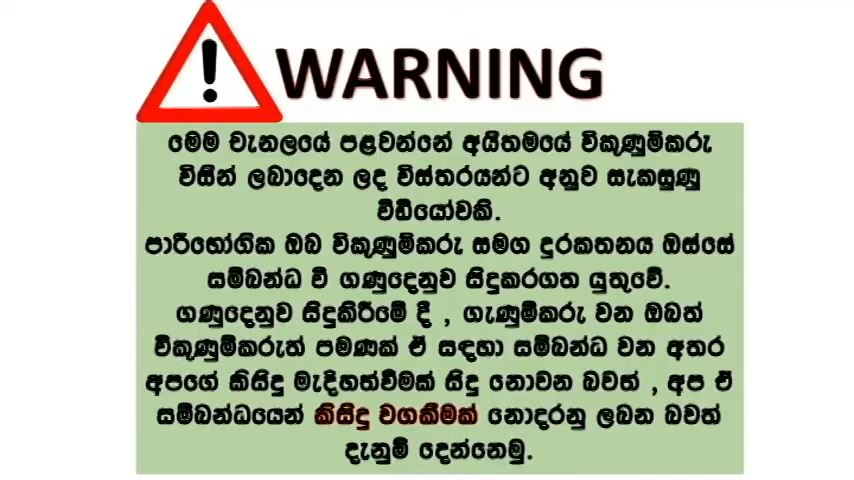 WARNING
මෙම චැනලයේ පළවන්නේ අයිතමයේ විකුණුම්කරු
විසින් ලබාදෙන ලද විස්තරයන්ට අනුව සැකසුණු
වීඩියෝවකි.
පාරිභෝගික ඔබ විකුණුම්කරු සමග දුරකතනය ඔස්සේ
සම්බන්ධ වී ගණුදෙනුව සිදුකරගත යුතුවේ.
ගණුදෙනුව සිදුකිරීමේ දී , ගැණුම්කරු වන ඔබත්
විකුණුම්කරුත් පමණක් ඒ සඳහා සම්බන්ධ වන අතර
අපගේ කිසිදු මැදිහත්වීමක් සිදු නොවන බවත් , අප ඒ
සම්බන්ධයෙන් කිසිදු වගකීමක් නොදරනු ලබන බවත්
දැනුම් දෙන්නෙමු.